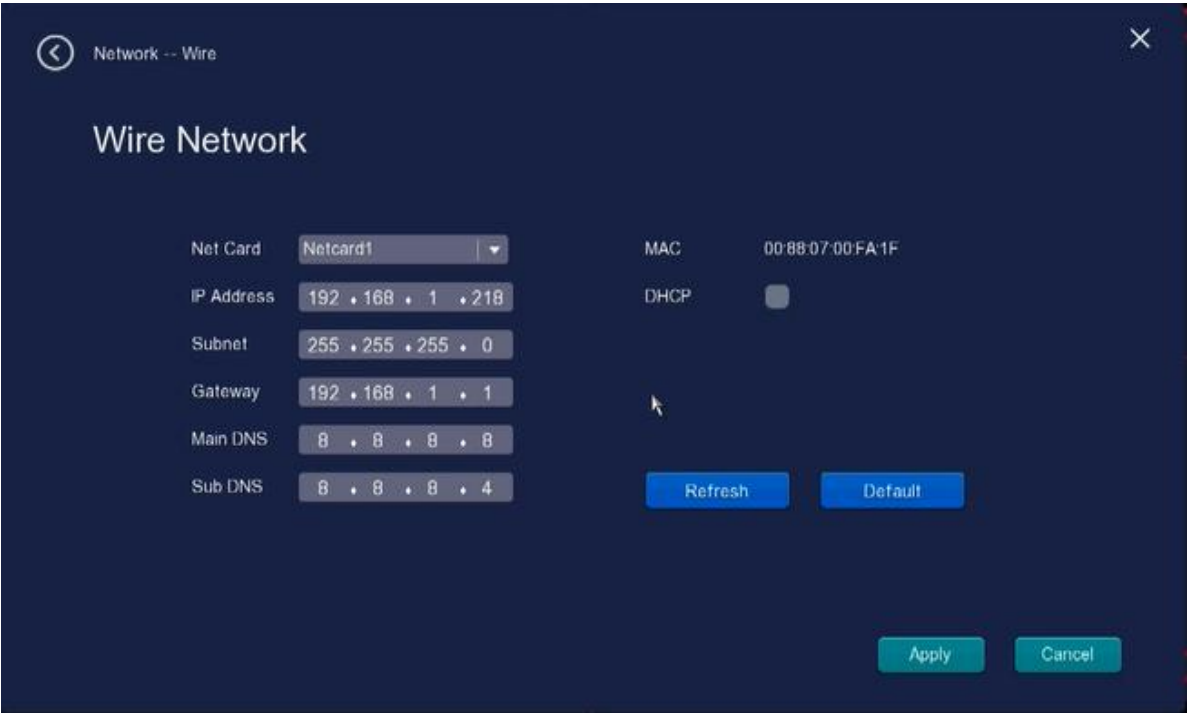 Network -- Wire
Wire Network
Net Card Netcard1 MAC 00:88:07:00:FA:1F
IP Address 192 . 168 . 1 . 218 DHCP
Subnet 255 . 255 . 255 . 0
Gateway 192 . 168 . 1 . 1
Main DNS 8 . 8 . 8 . 8
Sub DNS 8 . 8 . 8 . 4 Refresh Default
Apply Cancel